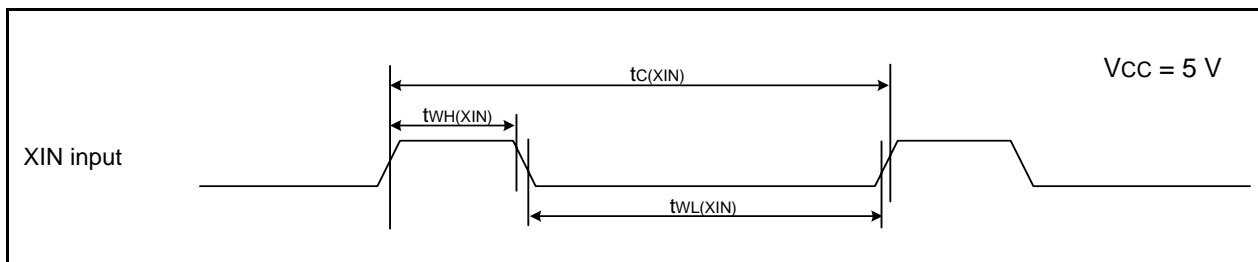 VCC = 5 V
tC(XIN)
tWH(XIN)
XIN input
tWL(XIN)